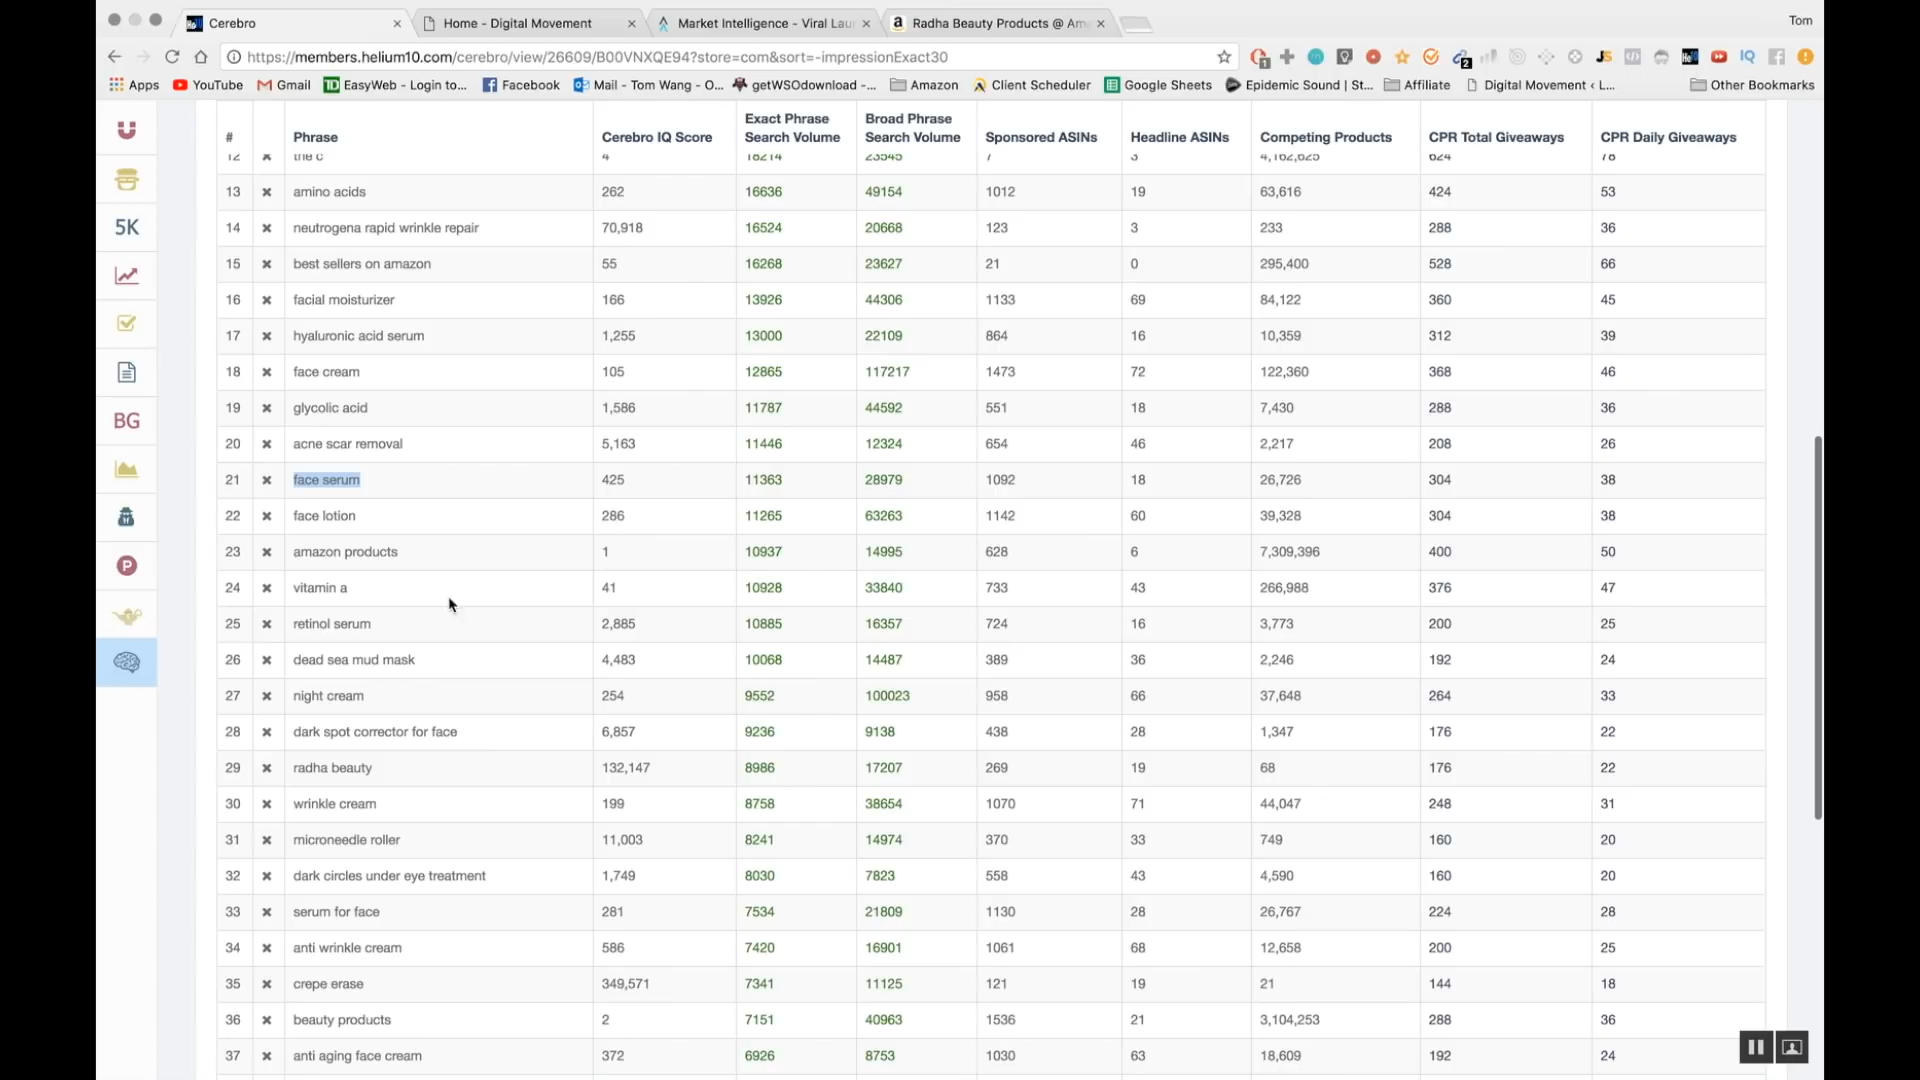 Cerebro
Home - Digital Movement
Market Intelligence - Viral Lau
a Radha Beauty Products @ Am
Tom
https://members.helium10.com/cerebro/view/26609/B00VNXQE94?store=com&sort=-impressionExact30
Apps YouTube Gmail EasyWeb - Login to... Facebook Mail - Tom Wang - O... getWSOdownload -... Amazon Client Scheduler Google Sheets Epidemic Sound | St... Affiliate Digital Movement ‹ L... Other Bookmarks
# Phrase Cerebro IQ Score Exact Phrase Search Volume Broad Phrase Search Volume Sponsored ASINs Headline ASINs Competing Products CPR Total Giveaways CPR Daily Giveaways
12 the c 4 18214 23545 7 3 4,162,625 624 78
13 amino acids 262 16636 49154 1012 19 63,616 424 53
14 neutrogena rapid wrinkle repair 70,918 16524 20668 123 3 233 288 36
15 best sellers on amazon 55 16268 23627 21 0 295,400 528 66
16 facial moisturizer 166 13926 44306 1133 69 84,122 360 45
17 hyaluronic acid serum 1,255 13000 22109 864 16 10,359 312 39
18 face cream 105 12865 117217 1473 72 122,360 368 46
19 glycolic acid 1,586 11787 44592 551 18 7,430 288 36
20 acne scar removal 5,163 11446 12324 654 46 2,217 208 26
21 face serum 425 11363 28979 1092 18 26,726 304 38
22 face lotion 286 11265 63263 1142 60 39,328 304 38
23 amazon products 1 10937 14995 628 6 7,309,396 400 50
24 vitamin a 41 10928 33840 733 43 266,988 376 47
25 retinol serum 2,885 10885 16357 724 16 3,773 200 25
26 dead sea mud mask 4,483 10068 14487 389 36 2,246 192 24
27 night cream 254 9552 100023 958 66 37,648 264 33
28 dark spot corrector for face 6,857 9236 9138 438 28 1,347 176 22
29 radha beauty 132,147 8986 17207 269 19 68 176 22
30 wrinkle cream 199 8758 38654 1070 71 44,047 248 31
31 microneedle roller 11,003 8241 14974 370 33 749 160 20
32 dark circles under eye treatment 1,749 8030 7823 558 43 4,590 160 20
33 serum for face 281 7534 21809 1130 28 26,767 224 28
34 anti wrinkle cream 586 7420 16901 1061 68 12,658 200 25
35 crepe erase 349,571 7341 11125 121 19 21 144 18
36 beauty products 2 7151 40963 1536 21 3,104,253 288 36
37 anti aging face cream 372 6926 8753 1030 63 18,609 192 24
5K
BG
P